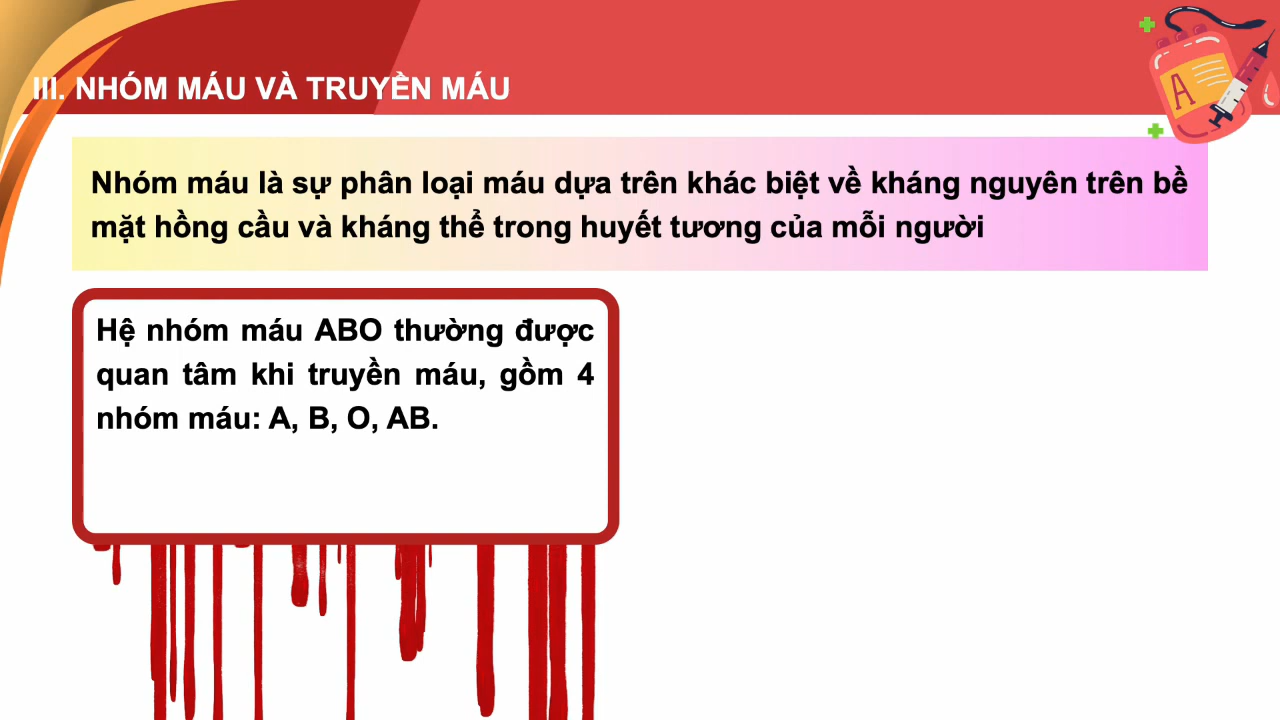 III. NHÓM MÁU VÀ TRUYỀN MÁU
A
Nhóm máu là sự phân loại máu dựa trên khác biệt về kháng nguyên trên bề
mặt hồng cầu và kháng thể trong huyết tương của mỗi người
Hệ nhóm máu ABO thường được
quan tâm khi truyền máu, gồm 4
nhóm máu: A, B, O, AB.